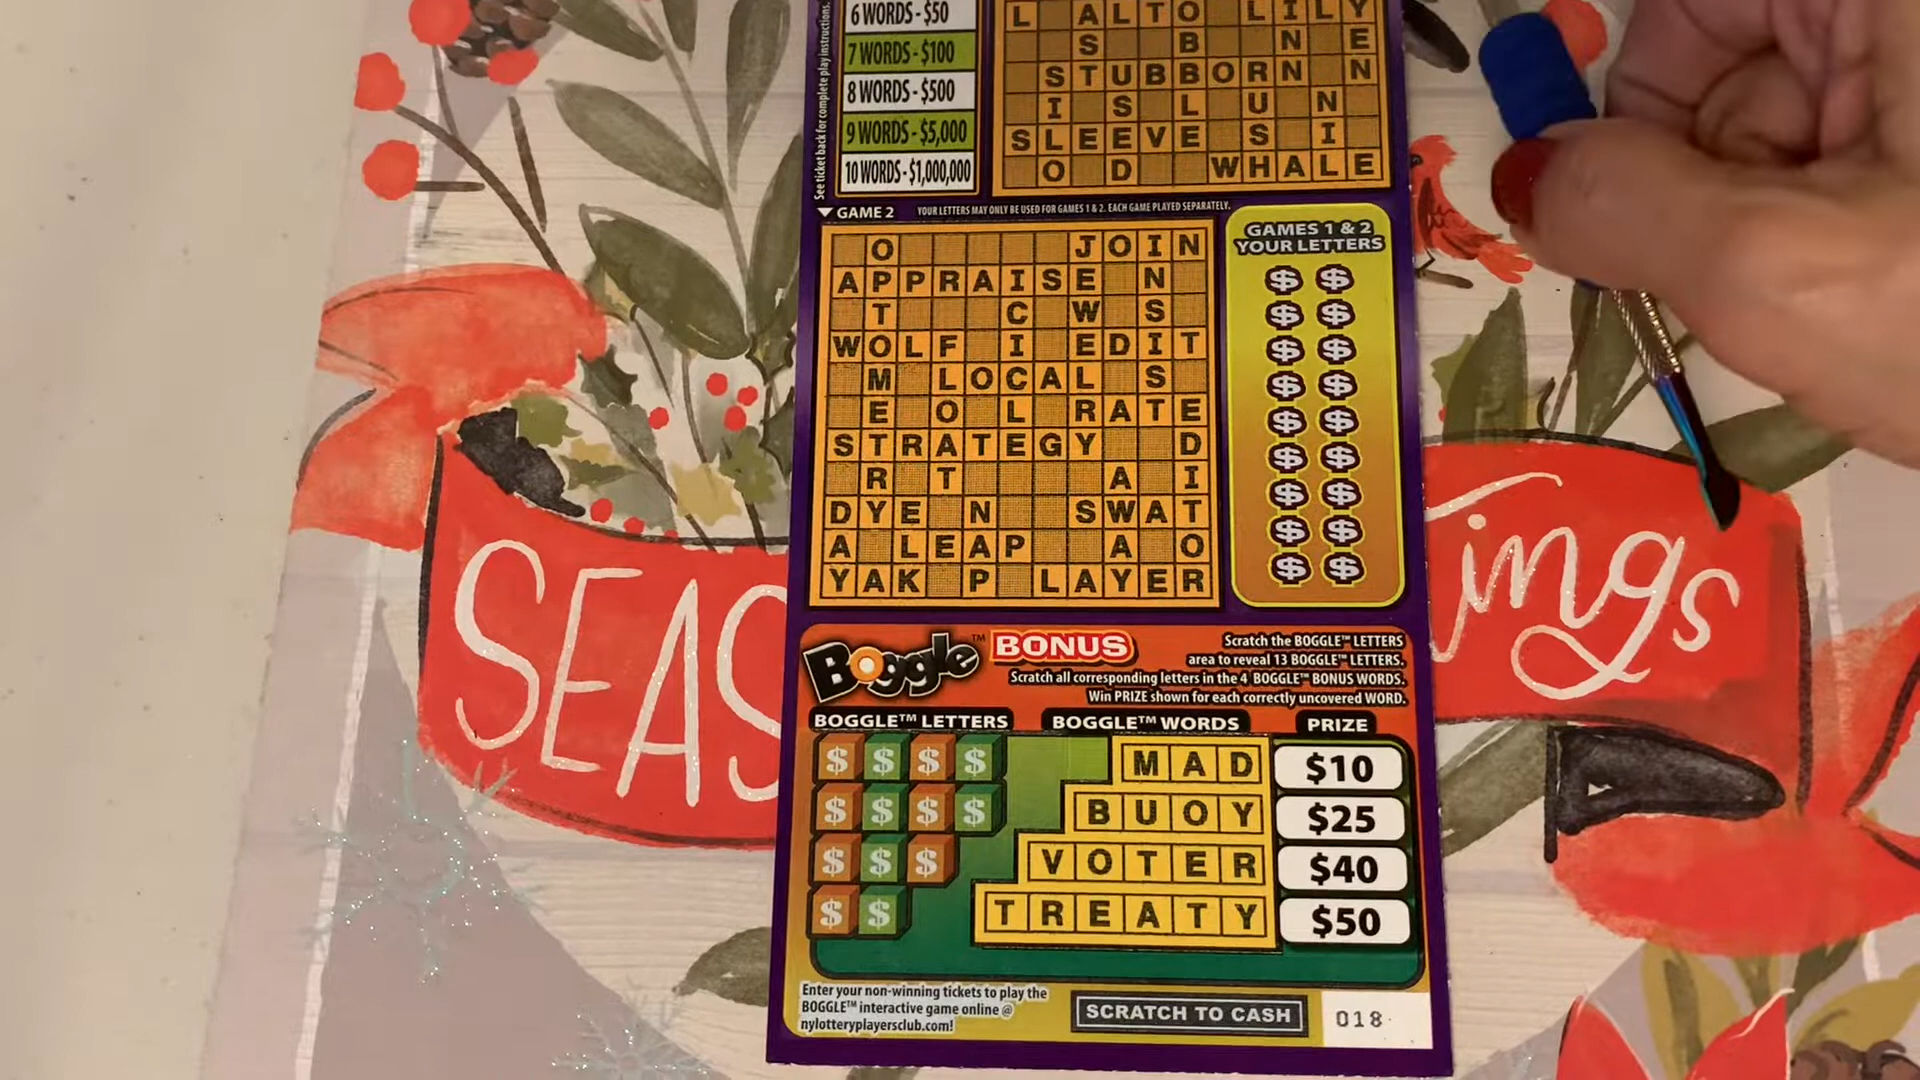 See ticket back for complete play instructions.
6 WORDS - $50
7 WORDS - $100
8 WORDS - $500
9 WORDS - $5,000
10 WORDS - $1,000,000
L ALTO LILY
S B N E
STUBBORN N
I S L U N
SLEEVE S I
O D WHALE
GAME 2 YOUR LETTERS MAY ONLY BE USED FOR GAMES 1 & 2. EACH GAME PLAYED SEPARATELY.
O JOIN
APPRAISE N
T C W S
WOLF I EDIT
M LOCAL S
E O L RATE
STRATEGY D
R T A I
DYE N SWAT
A LEAP A O
YAK P LAYER
GAMES 1 & 2
YOUR LETTERS
$ $
$ $
$ $
$ $
$ $
$ $
$ $
$ $
$ $
SEAS
ings
Boggle™ BONUS
Scratch the BOGGLE™ LETTERS
area to reveal 13 BOGGLE™ LETTERS.
Scratch all corresponding letters in the 4 BOGGLE™ BONUS WORDS.
Win PRIZE shown for each correctly uncovered WORD.
BOGGLE™ LETTERS BOGGLE™ WORDS PRIZE
$ $ $ $ MAD $10
$ $ $ $ BUOY $25
$ $ $ VOTER $40
$ $ TREATY $50
Enter your non-winning tickets to play the
BOGGLE™ interactive game online @
nylotteryplayersclub.com!
SCRATCH TO CASH
018